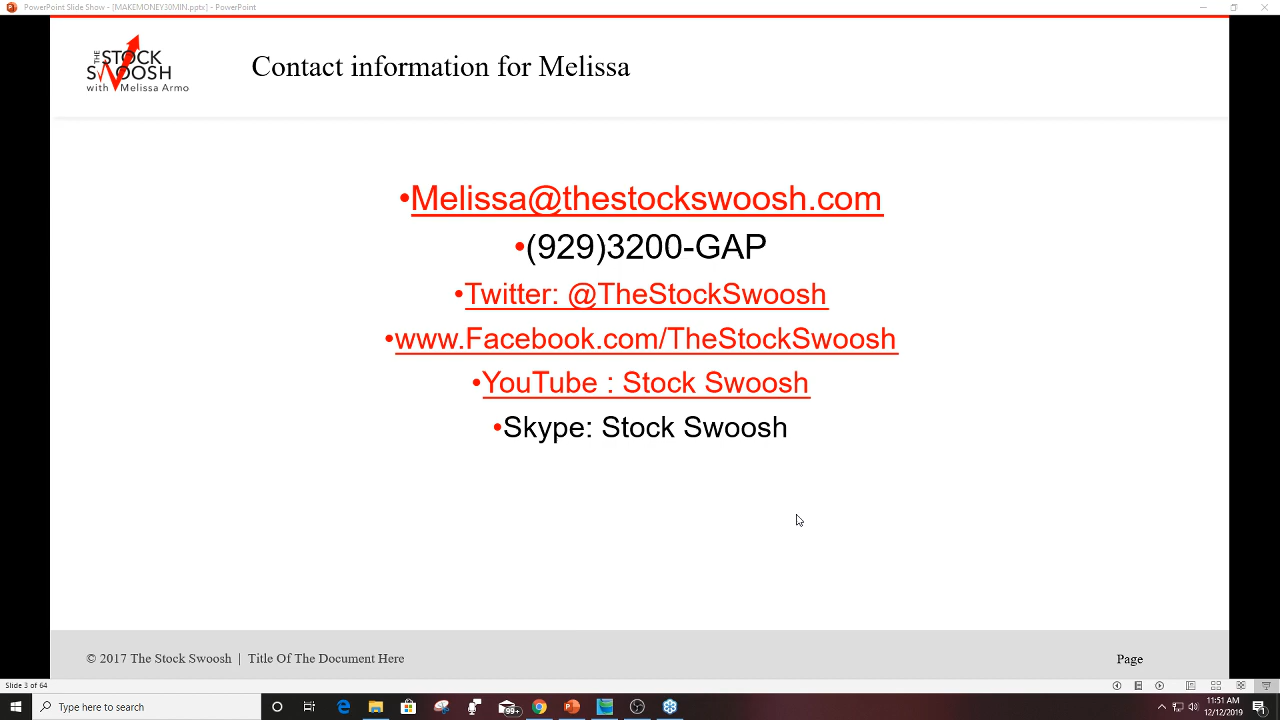 PowerPoint Slide Show - [MAKEMONEY30MIN.pptx] - PowerPoint
THE
STOCK
SWOOSH
with Melissa Armo
Contact information for Melissa
•Melissa@thestockswoosh.com
•(929)3200-GAP
•Twitter: @TheStockSwoosh
•www.Facebook.com/TheStockSwoosh
•YouTube : Stock Swoosh
•Skype: Stock Swoosh
© 2017 The Stock Swoosh | Title Of The Document Here
Page
Slide 3 of 64
Type here to search
99+
11:51 AM
12/12/2019
1